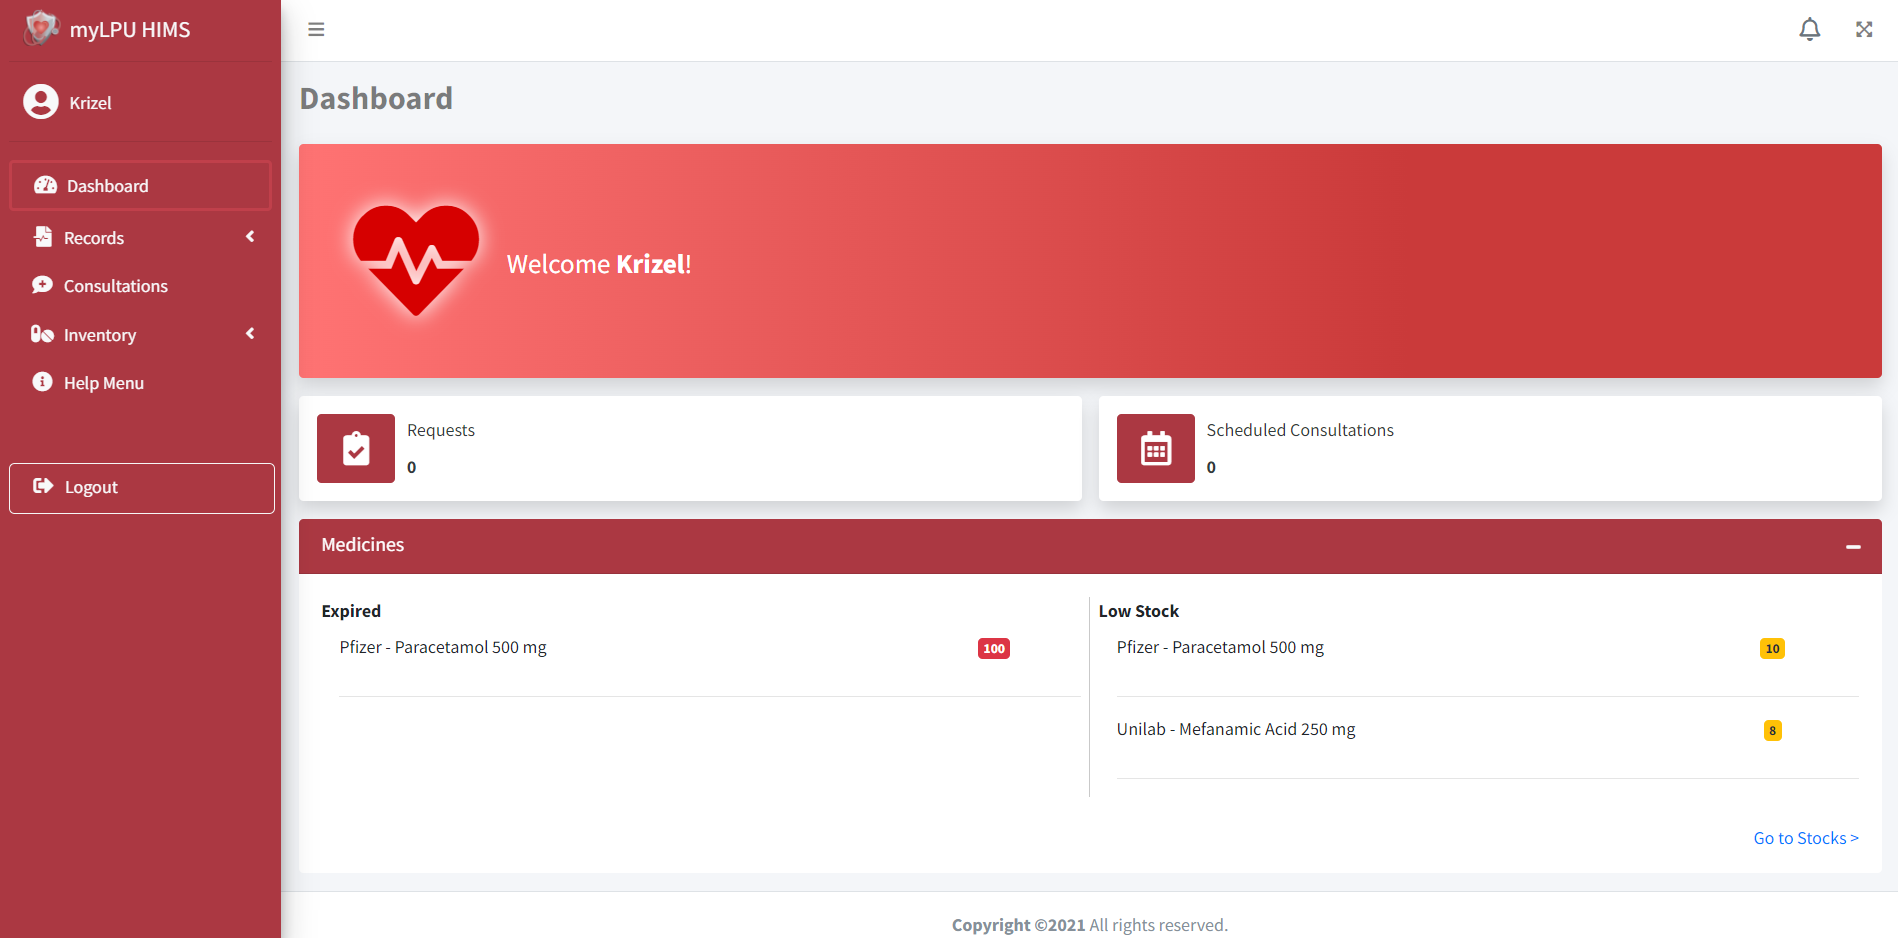 myLPU HIMS
Krizel
Dashboard
Records
Consultations
Inventory
Help Menu
Logout
Dashboard
Welcome Krizel!
Requests
0
Scheduled Consultations
0
Medicines
Expired
Pfizer - Paracetamol 500 mg 100
Low Stock
Pfizer - Paracetamol 500 mg 10
Unilab - Mefanamic Acid 250 mg 8
Go to Stocks >
Copyright ©2021 All rights reserved.